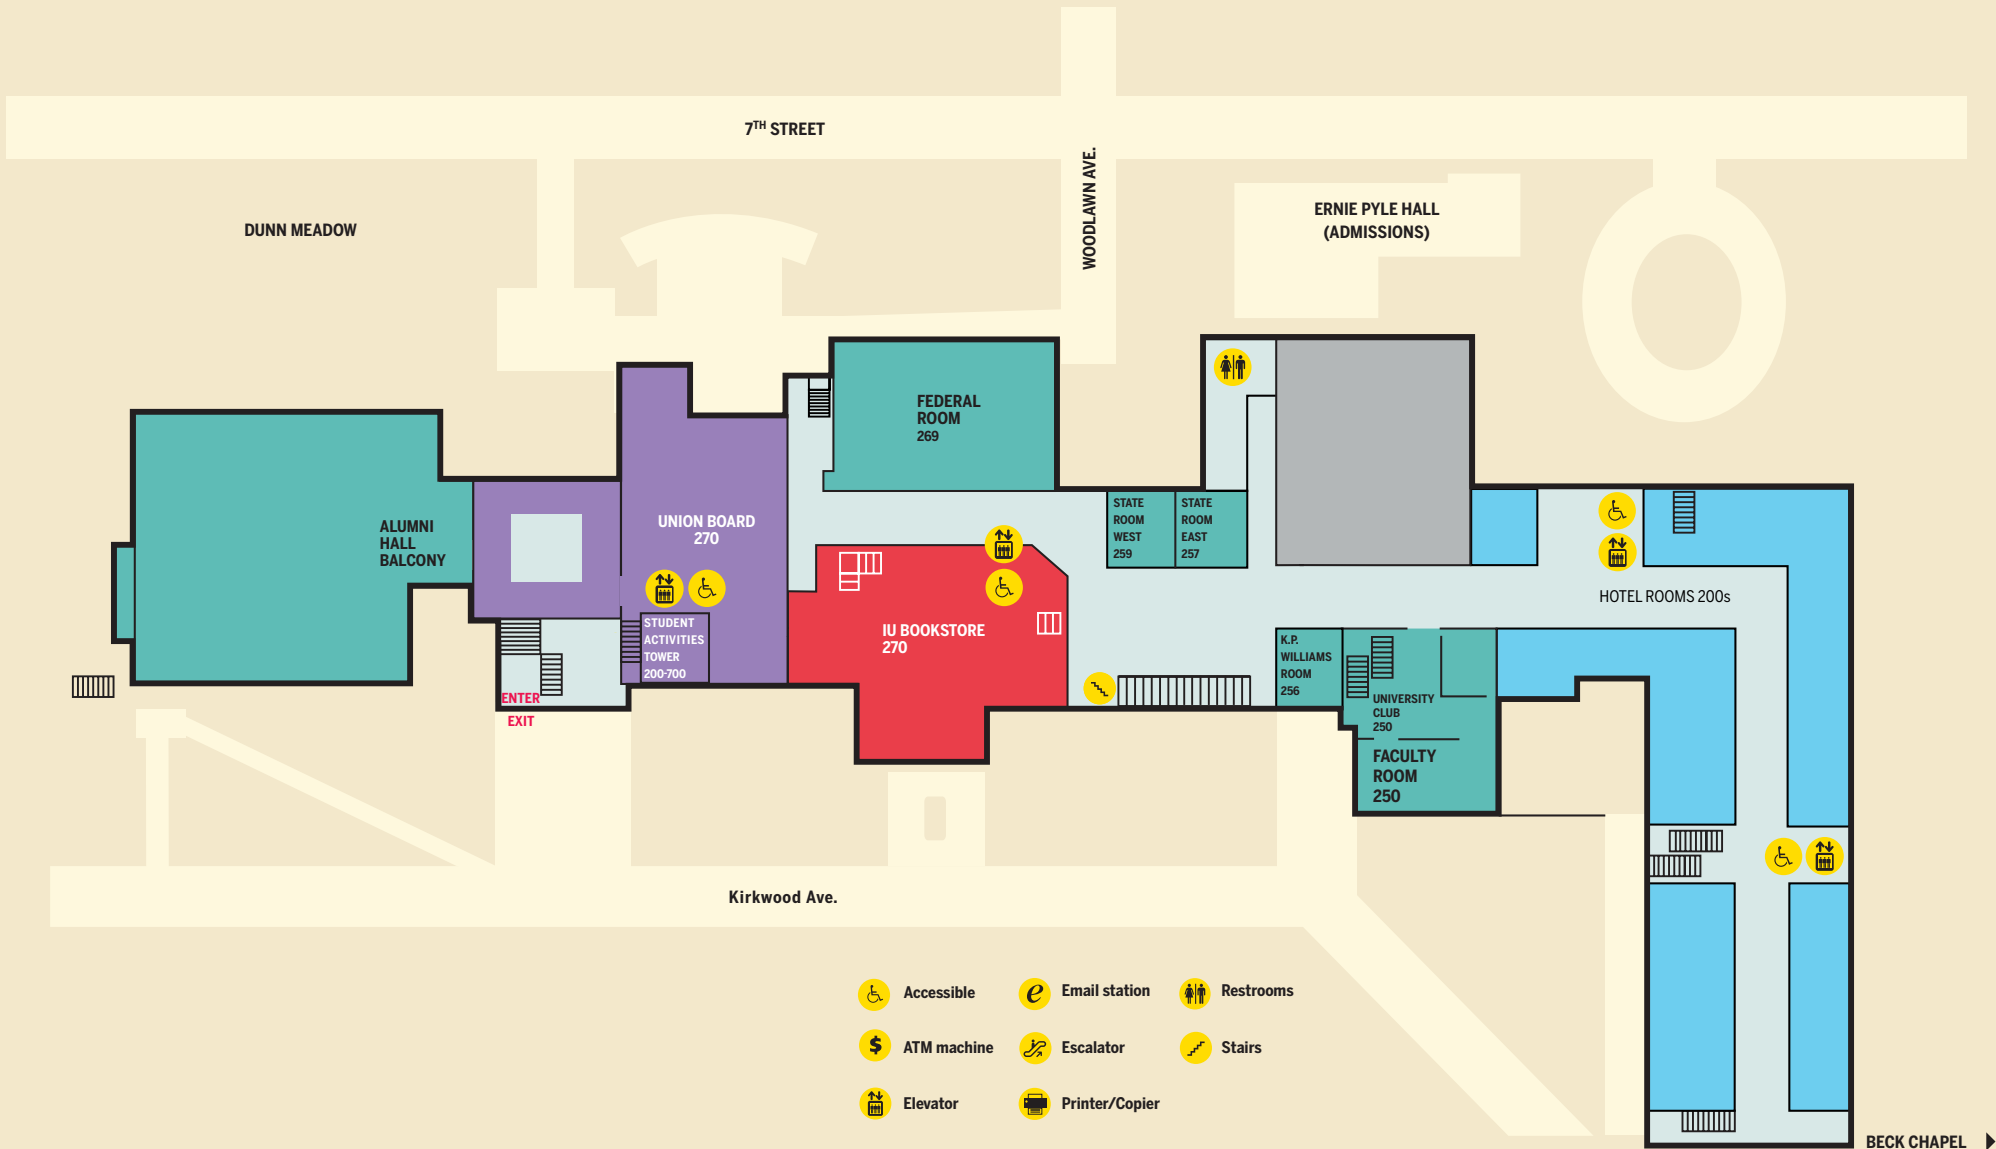 7TH STREET
WOODLAWN AVE.
DUNN MEADOW
ERNIE PYLE HALL
(ADMISSIONS)
FEDERAL
ROOM
269
ALUMNI
HALL
BALCONY
UNION BOARD
270
STATE
ROOM
WEST
259
STATE
ROOM
EAST
257
HOTEL ROOMS 200s
STUDENT
ACTIVITIES
TOWER
200-700
IU BOOKSTORE
270
K.P.
WILLIAMS
ROOM
256
UNIVERSITY
CLUB
250
ENTER
EXIT
FACULTY
ROOM
250
Kirkwood Ave.
Accessible
e
Email station
Restrooms
$
ATM machine
Escalator
Stairs
Elevator
Printer/Copier
BECK CHAPEL